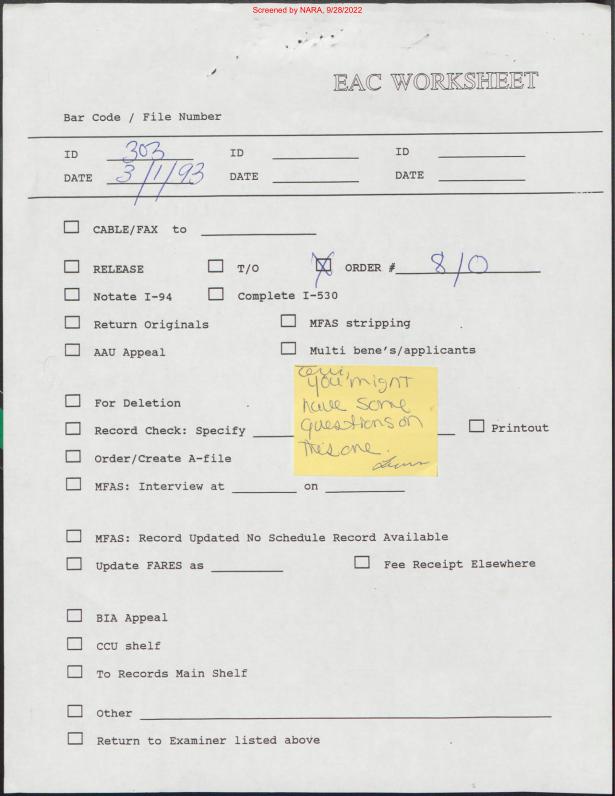 Screened by NARA, 9/28/2022
EAC WORKSHEET
Bar Code / File Number
ID 303 ID ID
DATE 3/1/93 DATE DATE
CABLE/FAX to
RELEASE T/O X ORDER # 810
Notate I-94 Complete I-530
Return Originals MFAS stripping
AAU Appeal Multi bene's/applicants
you might
have some
For Deletion
questions on
Record Check: Specify Printout
this one.
Order/Create A-file
MFAS: Interview at on
MFAS: Record Updated No Schedule Record Available
Update FARES as Fee Receipt Elsewhere
BIA Appeal
CCU shelf
To Records Main Shelf
Other
Return to Examiner listed above